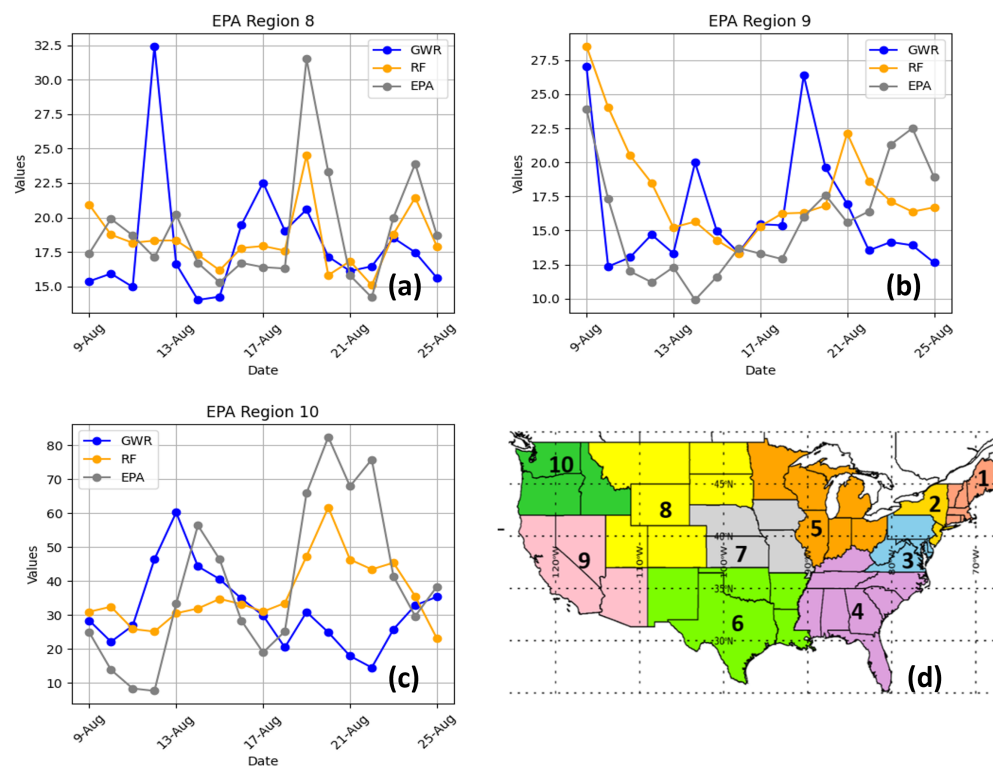 EPA Region 8
GWR
RF
EPA
32.5
30.0
27.5
25.0
22.5
20.0
17.5
15.0
Values
(a)
9-Aug
13-Aug
17-Aug
21-Aug
25-Aug
Date
EPA Region 9
GWR
RF
EPA
27.5
25.0
22.5
20.0
17.5
15.0
12.5
10.0
Values
(b)
9-Aug
13-Aug
17-Aug
21-Aug
25-Aug
Date
EPA Region 10
GWR
RF
EPA
80
70
60
50
40
30
20
10
Values
(c)
9-Aug
13-Aug
17-Aug
21-Aug
25-Aug
Date
10
1
2
45°N
8
5
40°N
9
7
3
120°W
110°W
100°W
70°W
35°N
4
6
30°N
(d)